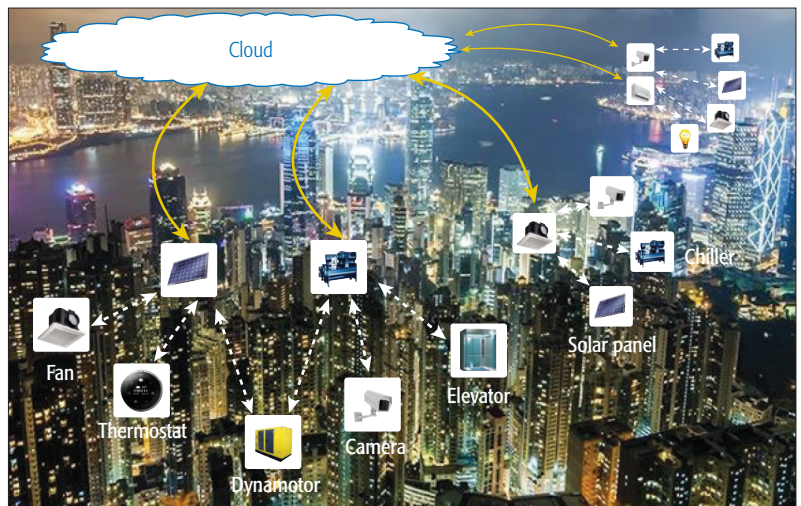 Cloud
Chiller
Solar panel
Fan
Elevator
Thermostat
Camera
Dynamotor